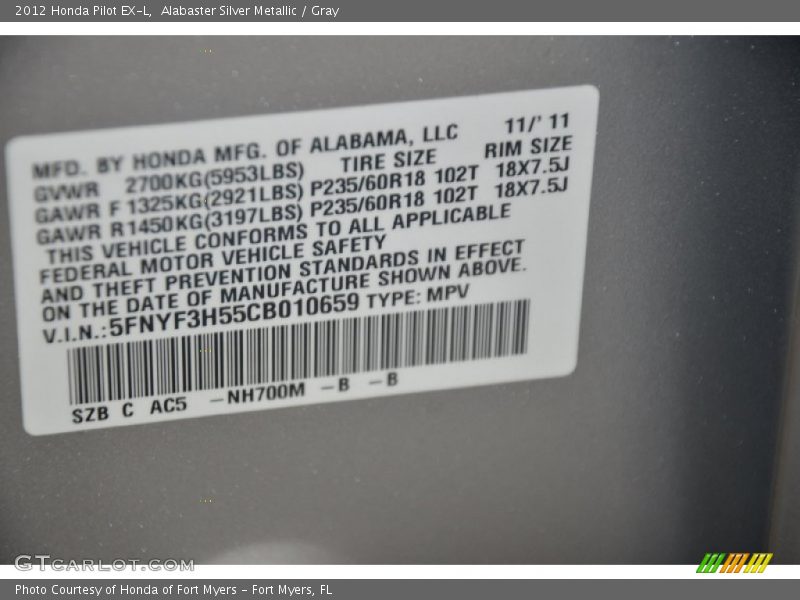 2012 Honda Pilot EX-L, Alabaster Silver Metallic / Gray
MFD. BY HONDA MFG. OF ALABAMA, LLC 11/' 11
GVWR 2700KG(5953LBS) TIRE SIZE RIM SIZE
GAWR F 1325KG(2921LBS) P235/60R18 102T 18X7.5J
GAWR R 1450KG(3197LBS) P235/60R18 102T 18X7.5J
THIS VEHICLE CONFORMS TO ALL APPLICABLE
FEDERAL MOTOR VEHICLE SAFETY
AND THEFT PREVENTION STANDARDS IN EFFECT
ON THE DATE OF MANUFACTURE SHOWN ABOVE.
V.I.N.:5FNYF3H55CB010659 TYPE: MPV
SZB C AC5 -NH700M -B -B
GTCARLOT.COM
Photo Courtesy of Honda of Fort Myers - Fort Myers, FL